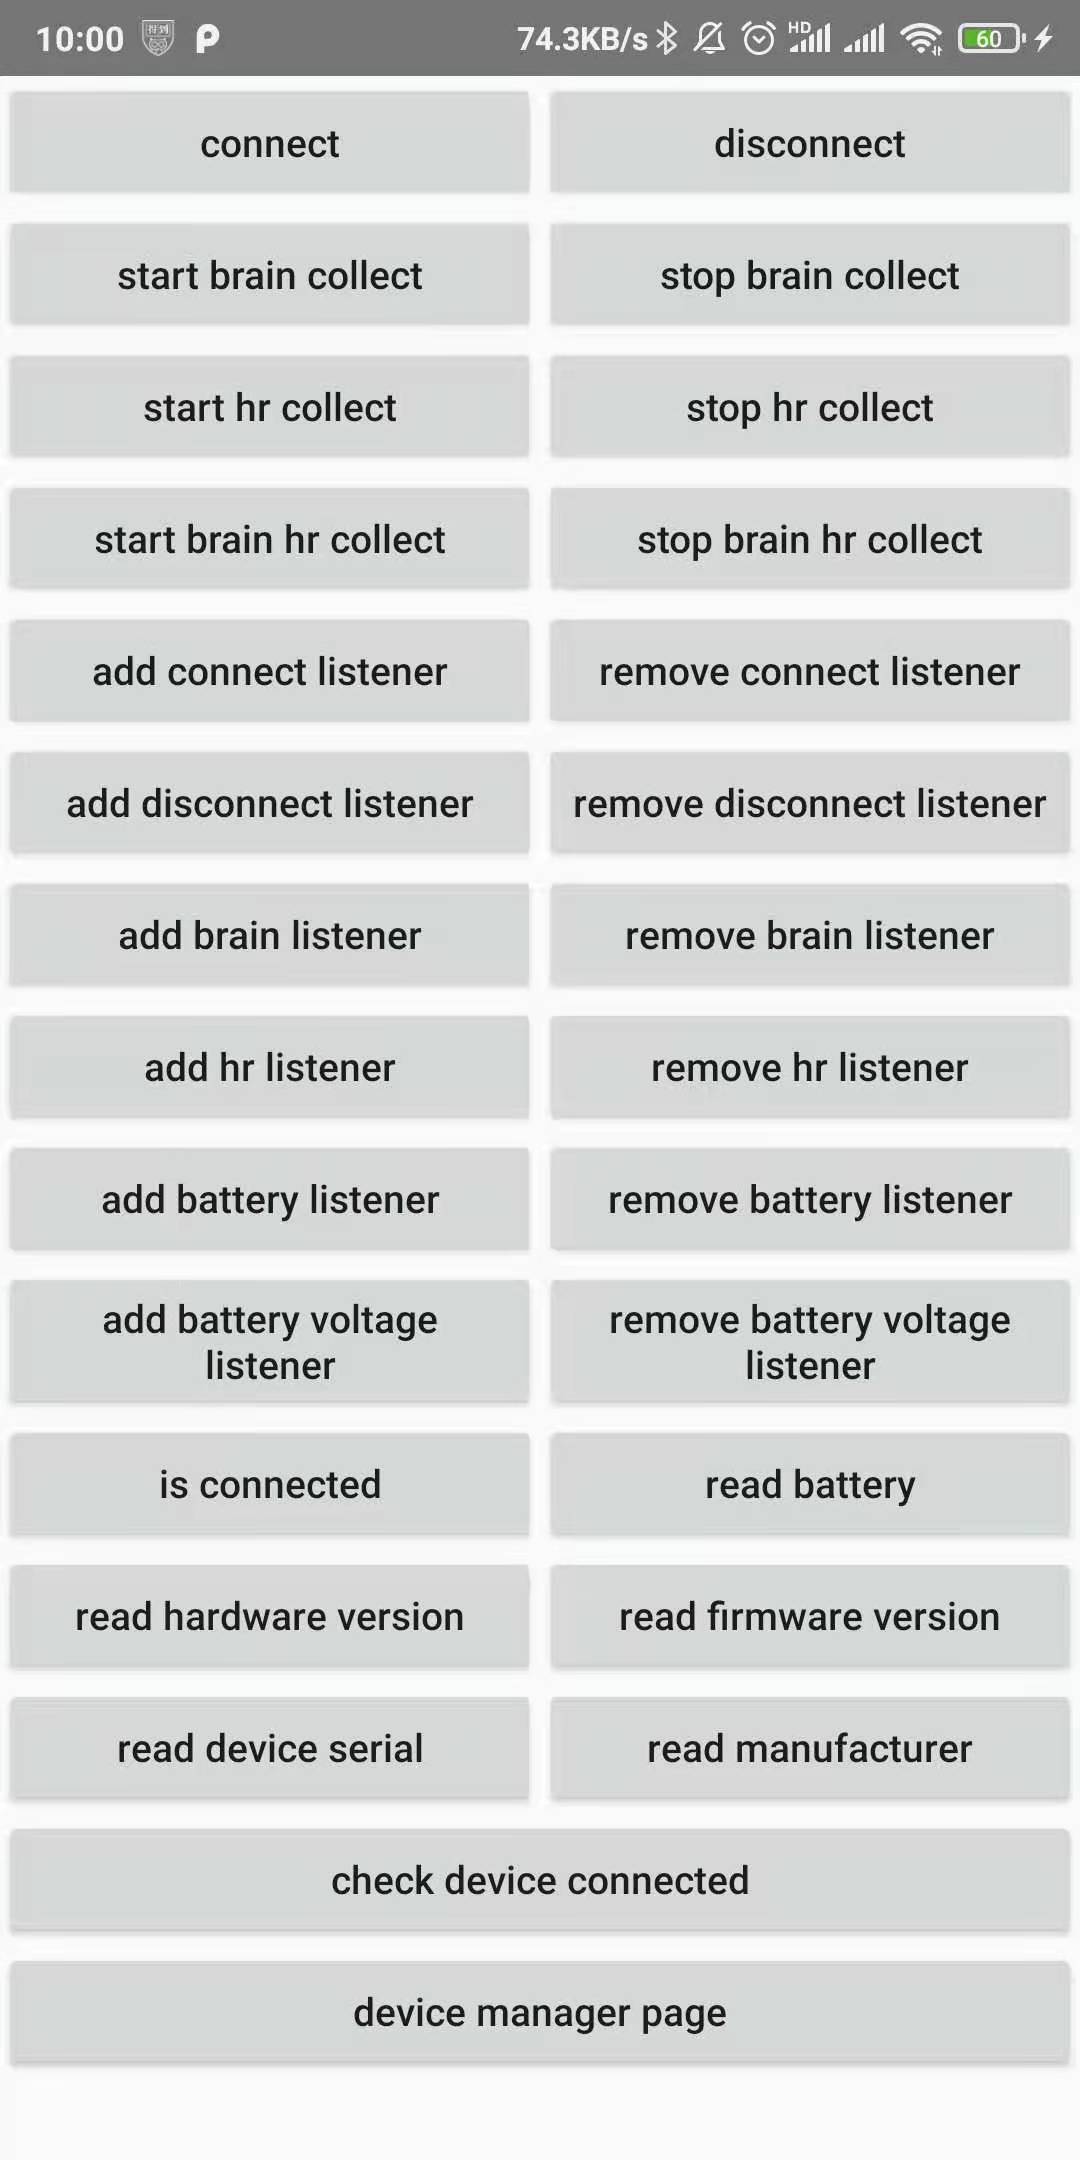 10:00 74.3KB/s HD 60
connect disconnect
start brain collect stop brain collect
start hr collect stop hr collect
start brain hr collect stop brain hr collect
add connect listener remove connect listener
add disconnect listener remove disconnect listener
add brain listener remove brain listener
add hr listener remove hr listener
add battery listener remove battery listener
add battery voltage
listener
remove battery voltage
listener
is connected read battery
read hardware version read firmware version
read device serial read manufacturer
check device connected
device manager page